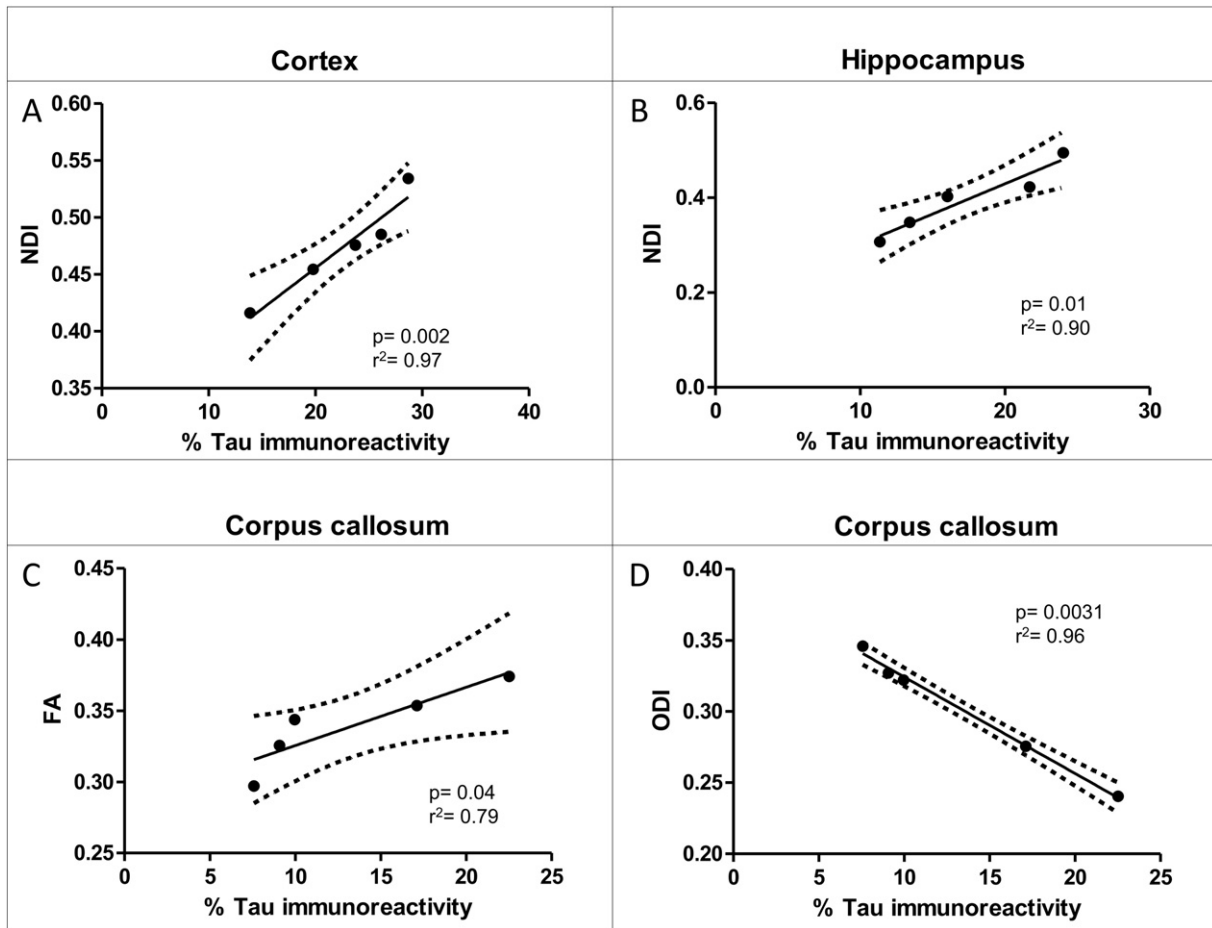 Cortex
A
0.60
0.55
0.50
0.45
0.40
0.35
NDI
p= 0.002
r²= 0.97
0 10 20 30 40
% Tau immunoreactivity
Hippocampus
B
0.6
0.4
0.2
0.0
NDI
p= 0.01
r²= 0.90
0 10 20 30
% Tau immunoreactivity
Corpus callosum
C
0.45
0.40
0.35
0.30
0.25
FA
p= 0.04
r²= 0.79
0 5 10 15 20 25
% Tau immunoreactivity
Corpus callosum
D
0.40
0.35
0.30
0.25
0.20
ODI
p= 0.0031
r²= 0.96
0 5 10 15 20 25
% Tau immunoreactivity